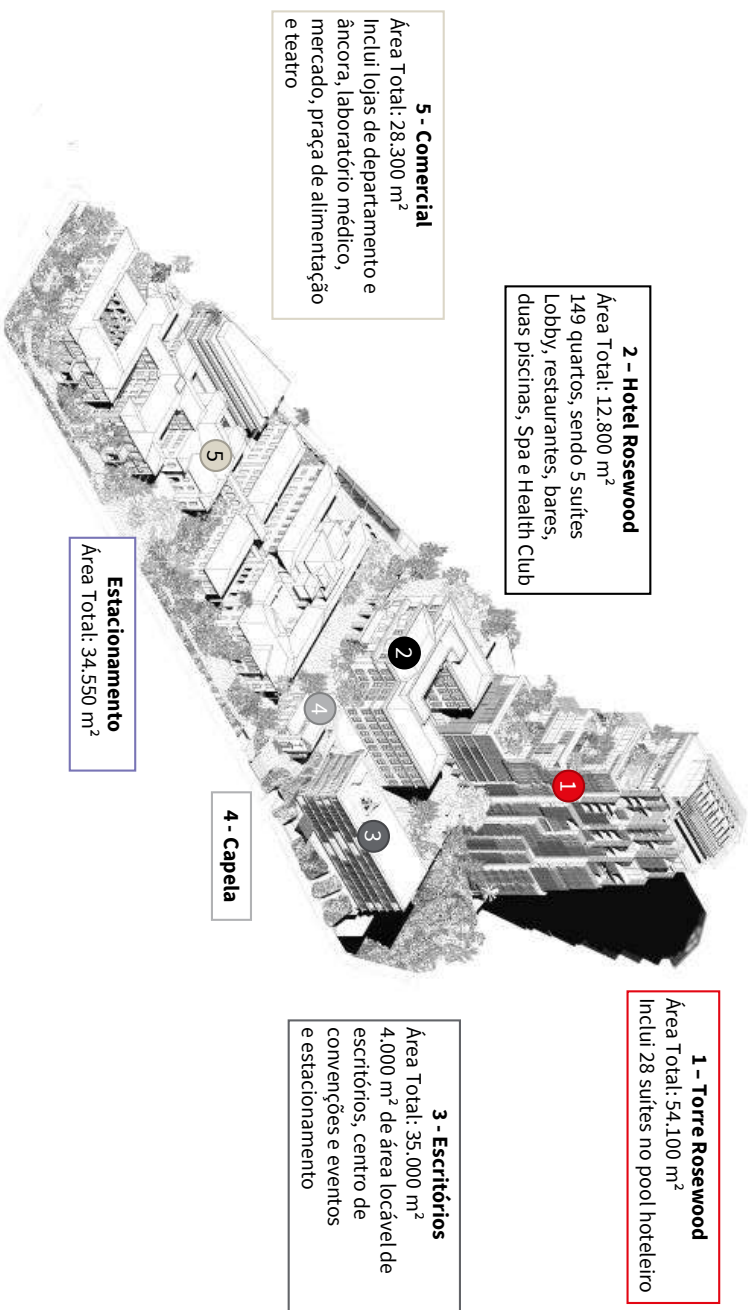 1 – Torre Rosewood
Área Total: 54.100 m²
Inclui 28 suítes no pool hoteleiro
2 – Hotel Rosewood
Área Total: 12.800 m²
149 quartos, sendo 5 suítes
Lobby, restaurantes, bares,
duas piscinas, Spa e Health Club
5 - Comercial
Área Total: 28.300 m²
Inclui lojas de departamento e
âncora, laboratório médico,
mercado, praça de alimentação
e teatro
3 - Escritórios
Área Total: 35.000 m²
4.000 m² de área locável de
escritórios, centro de
convenções e eventos
e estacionamento
4 - Capela
Estacionamento
Área Total: 34.550 m²
1
2
3
4
5